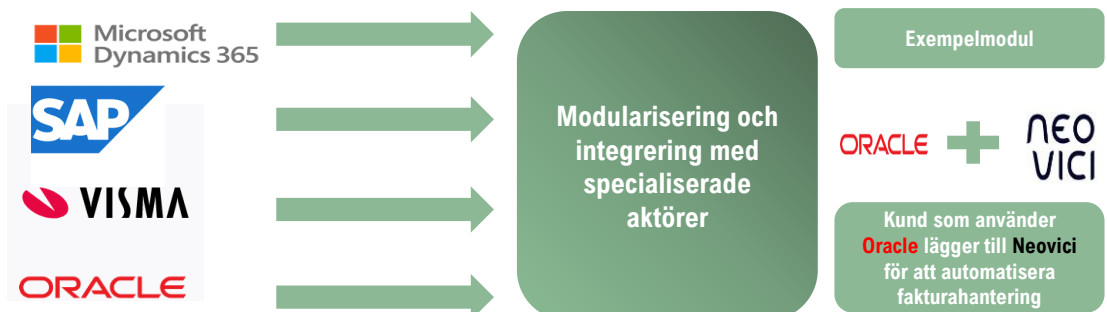 Microsoft
Dynamics 365
SAP
VISMA
ORACLE
Modularisering och
integrering med
specialiserade
aktörer
Exempelmodul
ORACLE
NEO
VICI
Kund som använder
Oracle lägger till Neovici
för att automatisera
fakturahantering